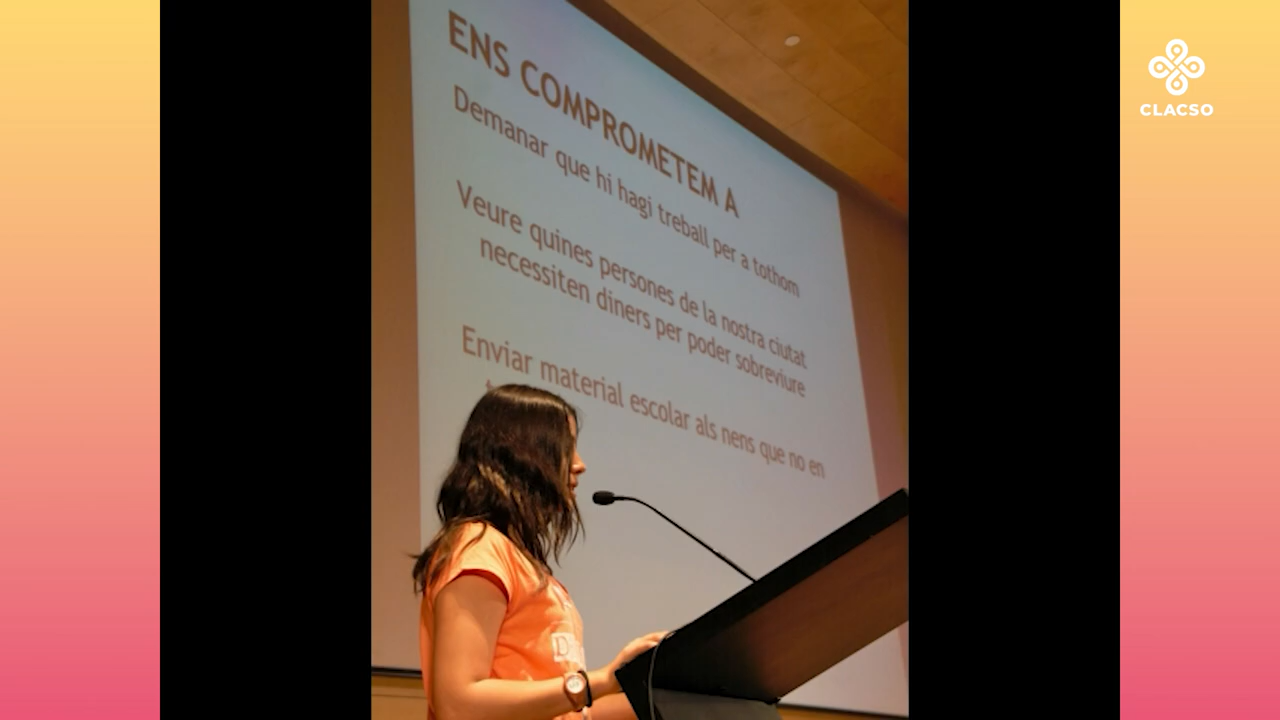 ENS COMPROMETEM A
Demanar que hi hagi treball per a tothom
Veure quines persones de la nostra ciutat
necessiten diners per poder sobreviure
Enviar material escolar als nens que no en
CLACSO